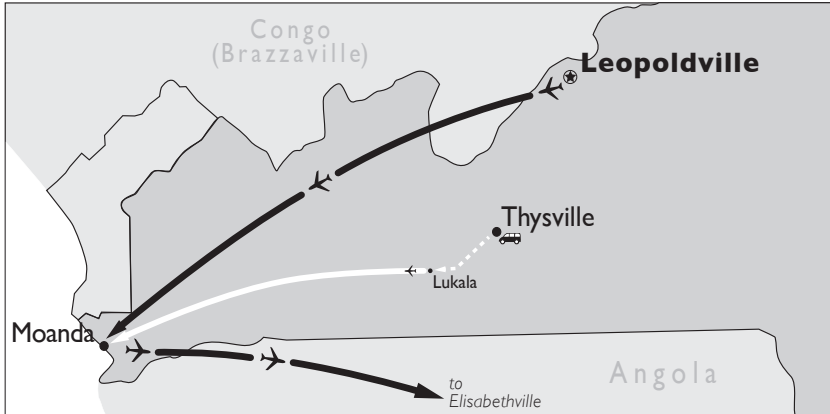 Congo
(Brazzaville)
Leopoldville
Thysville
Lukala
Moanda
to
Elisabethville
Angola